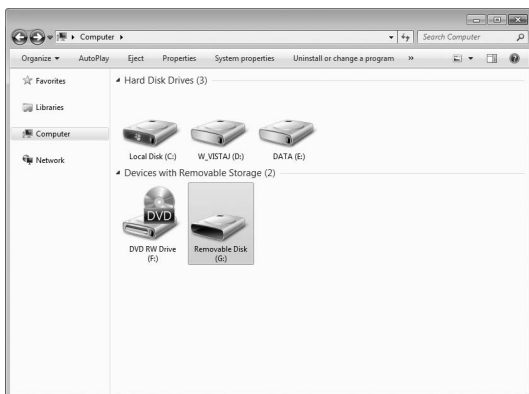 Computer
Search Computer
Organize AutoPlay Eject Properties System properties Uninstall or change a program »
Favorites
Libraries
Computer
Network
Hard Disk Drives (3)
Local Disk (C:) W_VISTAJ (D:) DATA (E:)
Devices with Removable Storage (2)
DVD
DVD RW Drive (F:)
Removable Disk (G:)